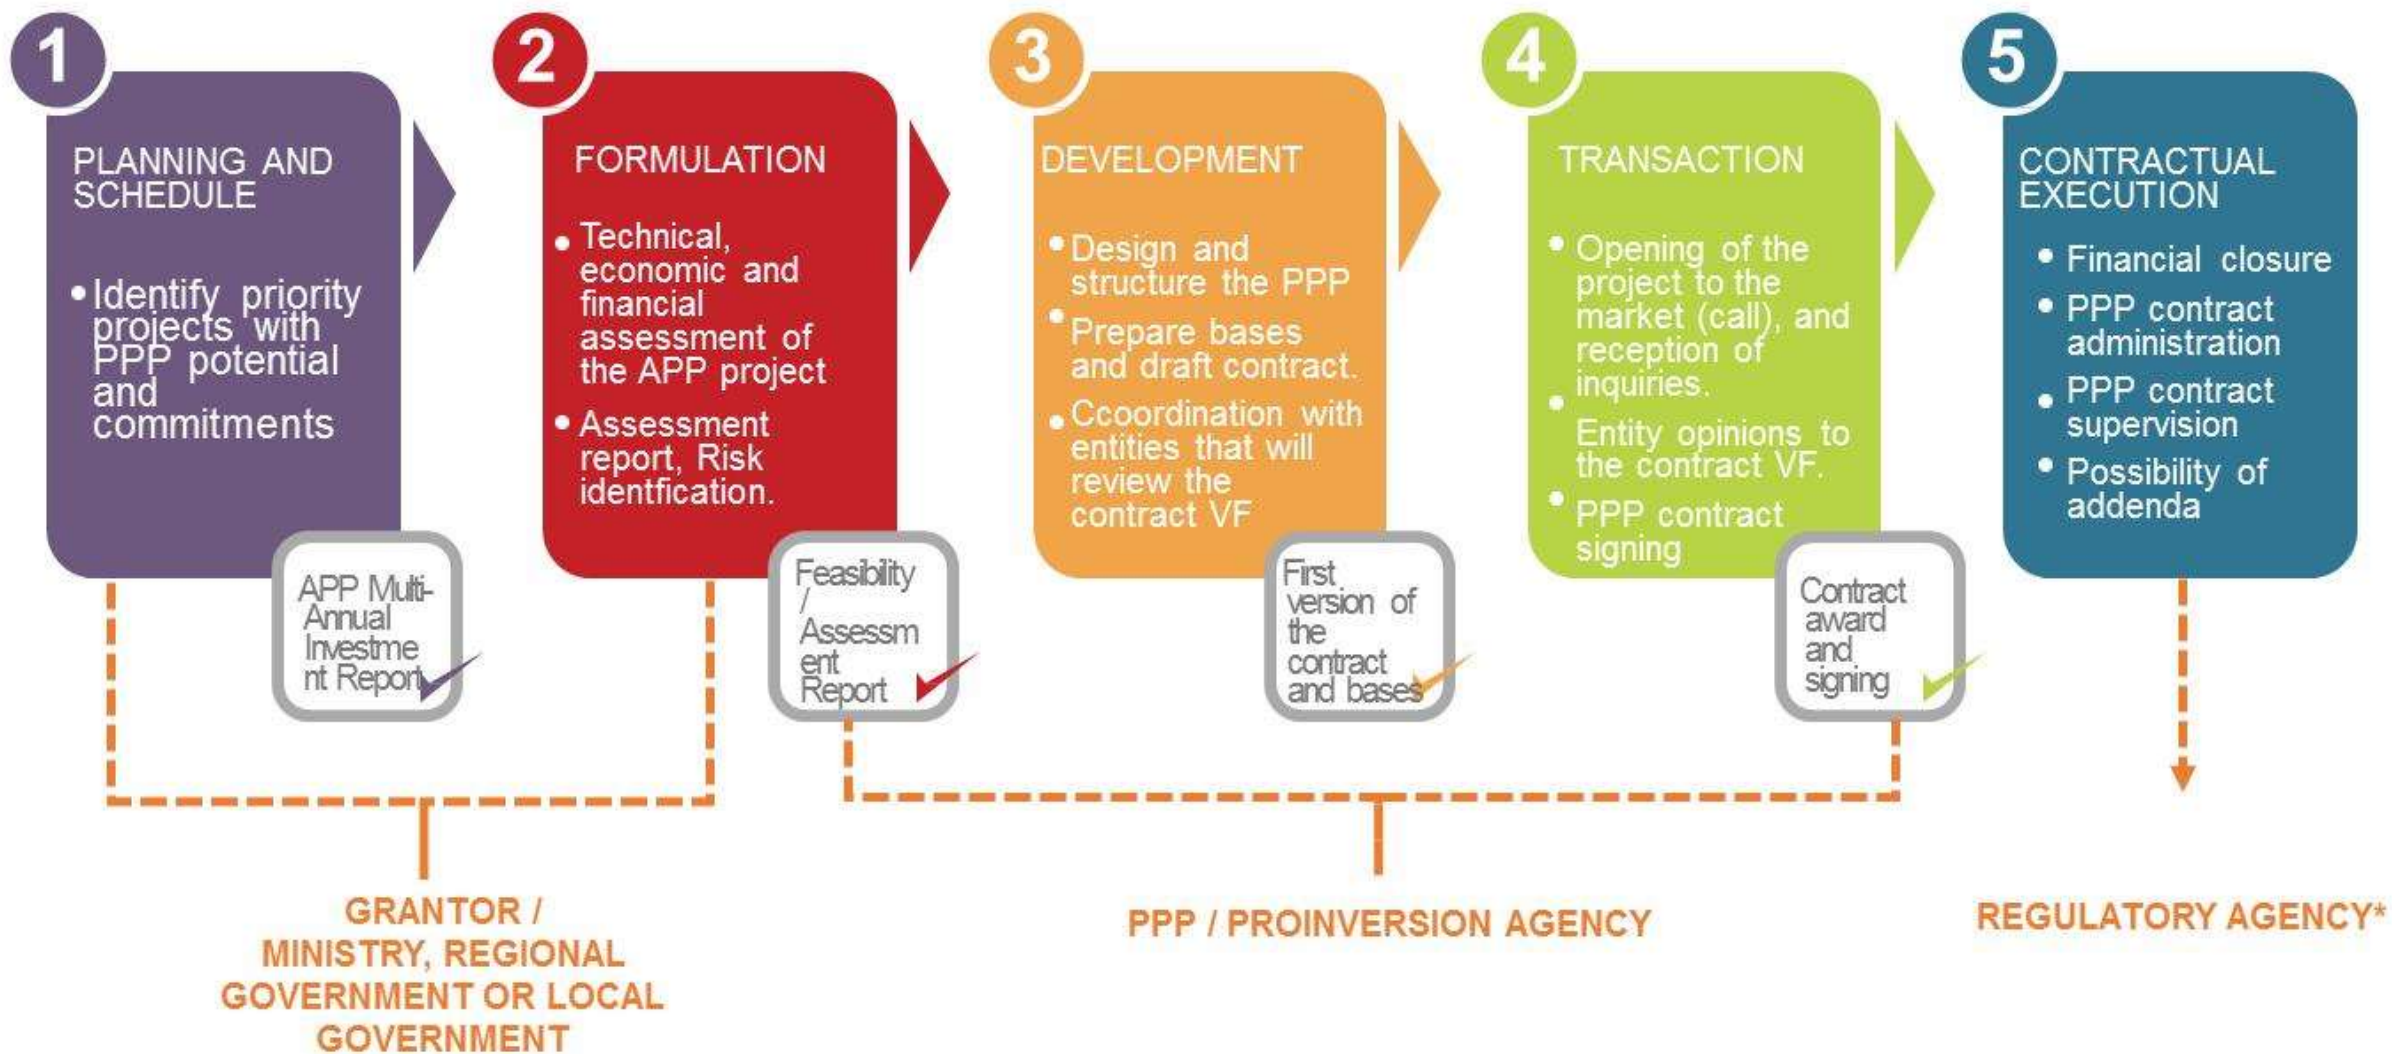 1
PLANNING AND
SCHEDULE
• Identify priority
projects with
PPP potential
and
commitments
APP Multi-
Annual
Investme
nt Report
2
FORMULATION
• Technical,
economic and
financial
assessment of
the APP project
• Assessment
report, Risk
identfication.
Feasibility
/
Assessm
ent
Report
3
DEVELOPMENT
• Design and
structure the PPP
• Prepare bases
and draft contract.
• Ccoordination with
entities that will
review the
contract VF
First
version of
the
contract
and bases
4
TRANSACTION
• Opening of the
project to the
market (call), and
reception of
inquiries.
• Entity opinions to
the contract VF.
• PPP contract
signing
Contract
award
and
signing
5
CONTRACTUAL
EXECUTION
• Financial closure
• PPP contract
administration
• PPP contract
supervision
• Possibility of
addenda
GRANTOR /
MINISTRY, REGIONAL
GOVERNMENT OR LOCAL
GOVERNMENT
PPP / PROINVERSION AGENCY
REGULATORY AGENCY*